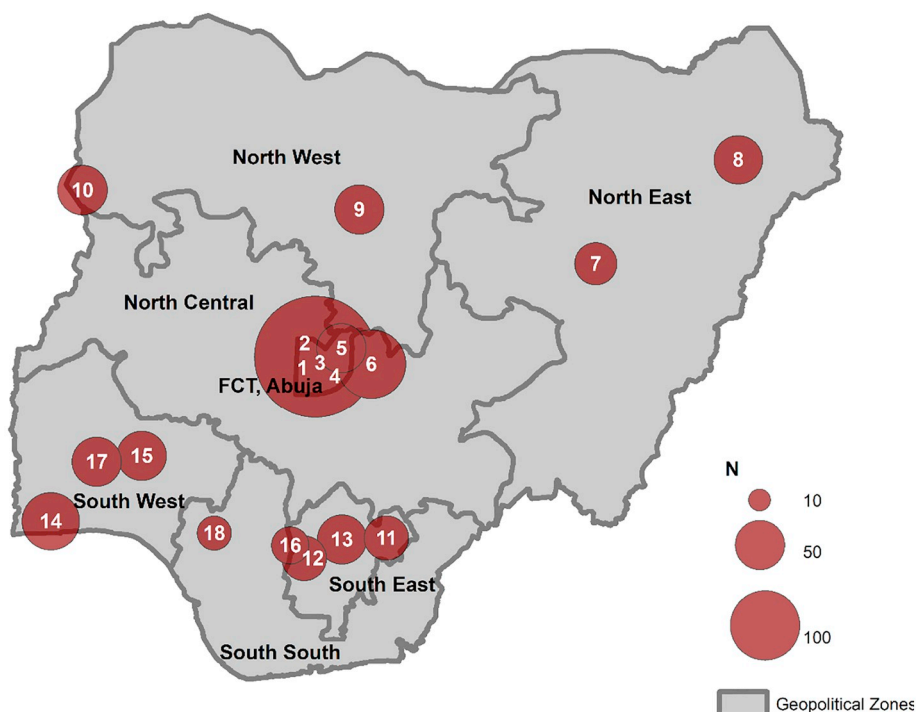 North West
8
10
North East
9
7
North Central
2
5
3
6
1
4
FCT, Abuja
15
17
N
South West
10
14
18
13
11
16
12
50
South East
100
South South
Geopolitical Zones